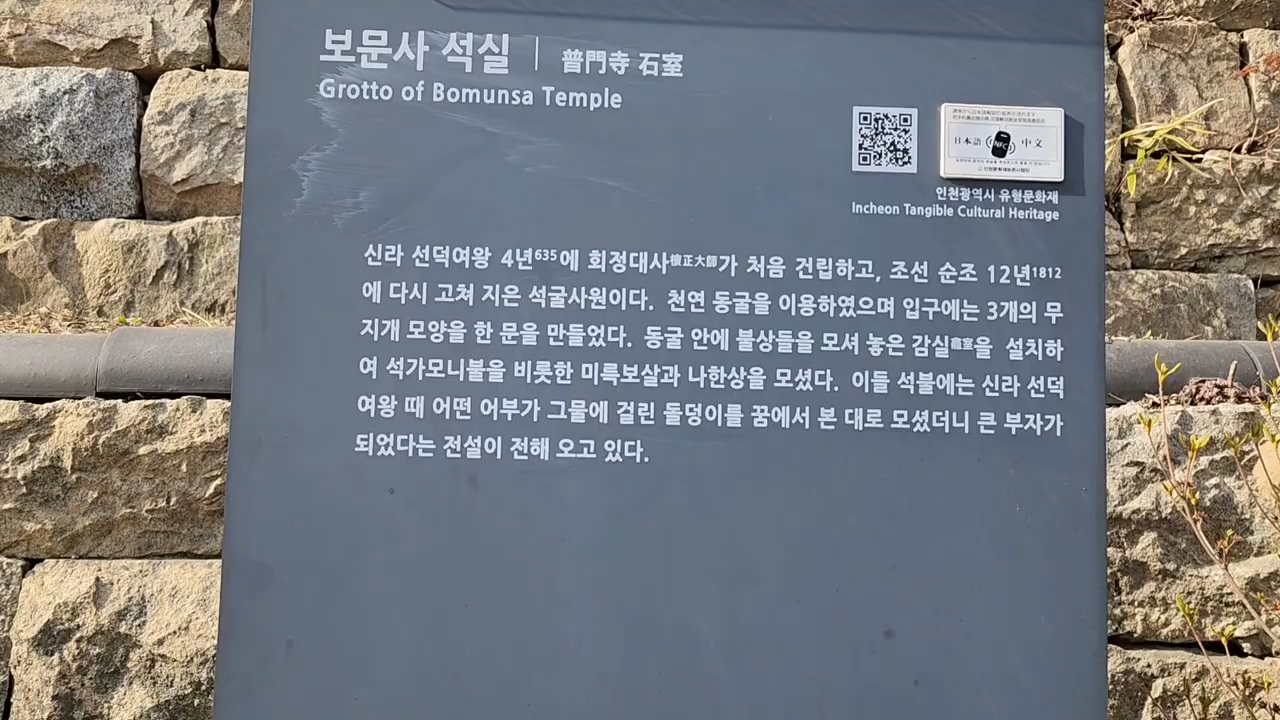 보문사 석실 | 普門寺 石室
Grotto of Bomunsa Temple
日本語 NFC 中文
인천광역시 유형문화재
Incheon Tangible Cultural Heritage
신라 선덕여왕 4년635에 회정대사懷正大師가 처음 건립하고, 조선 순조 12년1812
에 다시 고쳐 지은 석굴사원이다. 천연 동굴을 이용하였으며 입구에는 3개의 무
지개 모양을 한 문을 만들었다. 동굴 안에 불상들을 모셔 놓은 감실龕室을 설치하
여 석가모니불을 비롯한 미륵보살과 나한상을 모셨다. 이들 석불에는 신라 선덕
여왕 때 어떤 어부가 그물에 걸린 돌덩이를 꿈에서 본 대로 모셨더니 큰 부자가
되었다는 전설이 전해 오고 있다.